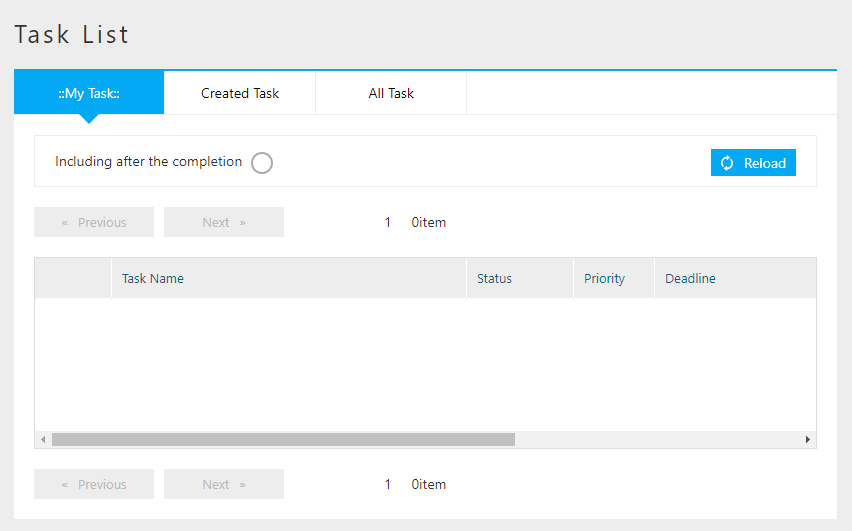 Task List
::My Task:: Created Task All Task
Including after the completion Reload
« Previous Next » 1 0item
Task Name Status Priority Deadline
« Previous Next » 1 0item